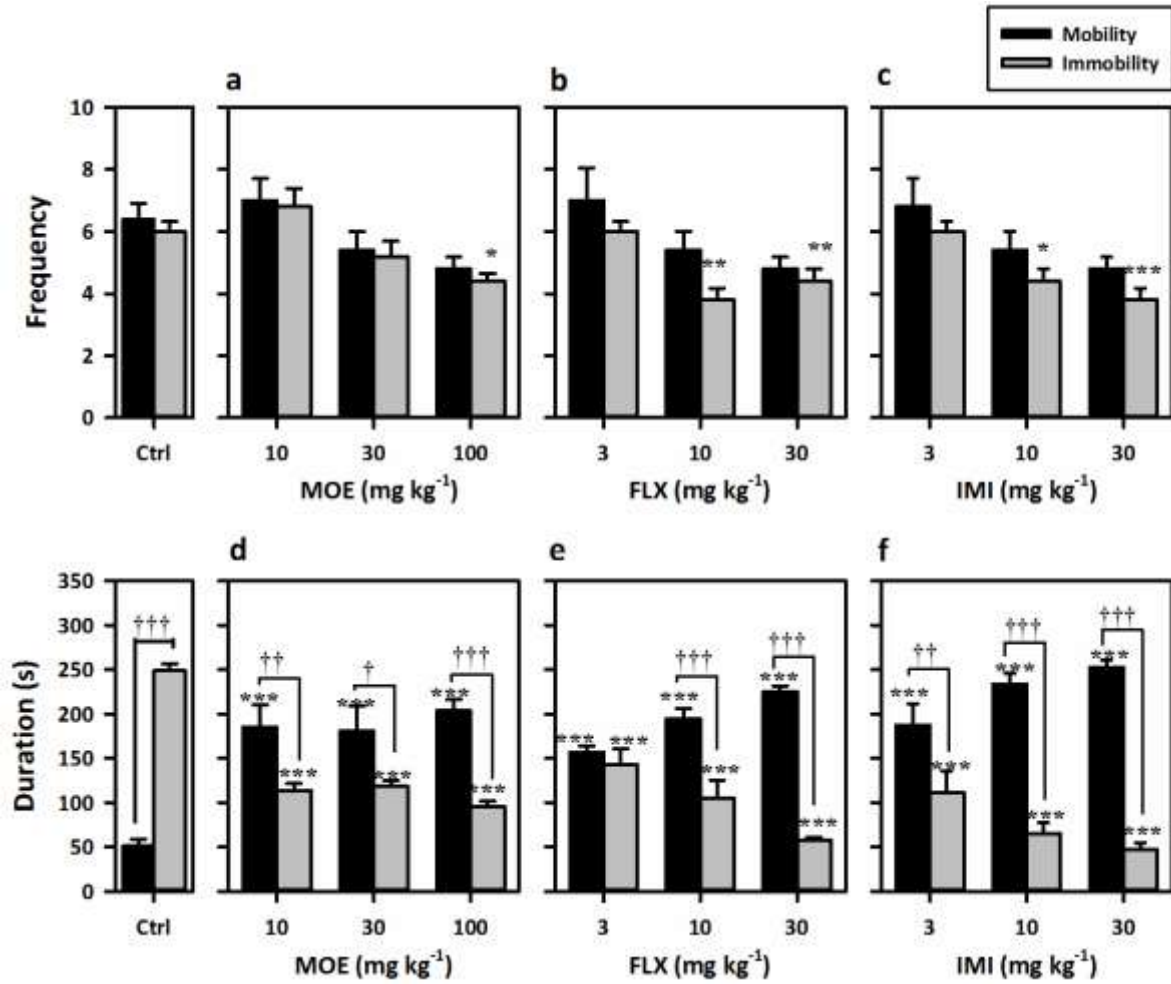 Mobility
Immobility
a
b
c
Frequency
10
8
6
4
2
0
*
**
**
*
***
Ctrl
10 30 100
3 10 30
3 10 30
MOE (mg kg⁻¹)
FLX (mg kg⁻¹)
IMI (mg kg⁻¹)
d
e
f
Duration (s)
350
300
250
200
150
100
50
0
†††
†† † †††
*** *** ***
*** *** ***
††† †††
*** *** ***
*** *** ***
†† ††† †††
*** *** ***
*** *** ***
Ctrl
10 30 100
3 10 30
3 10 30
MOE (mg kg⁻¹)
FLX (mg kg⁻¹)
IMI (mg kg⁻¹)